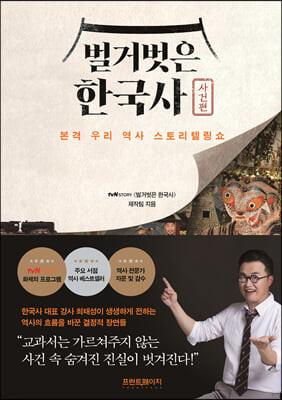 벌거벗은
한국사
사건편
본격 우리 역사 스토리텔링쇼
tvN STORY 〈벌거벗은 한국사〉
제작팀 지음
tvN
화제의 프로그램
주요 서점
역사 베스트셀러
역사 전문가
자문 및 감수
한국사 대표 강사 최태성이 생생하게 전하는
역사의 흐름을 바꾼 결정적 장면들
“교과서는 가르쳐주지 않는
사건 속 숨겨진 진실이 벗겨진다!”
프런트페이지